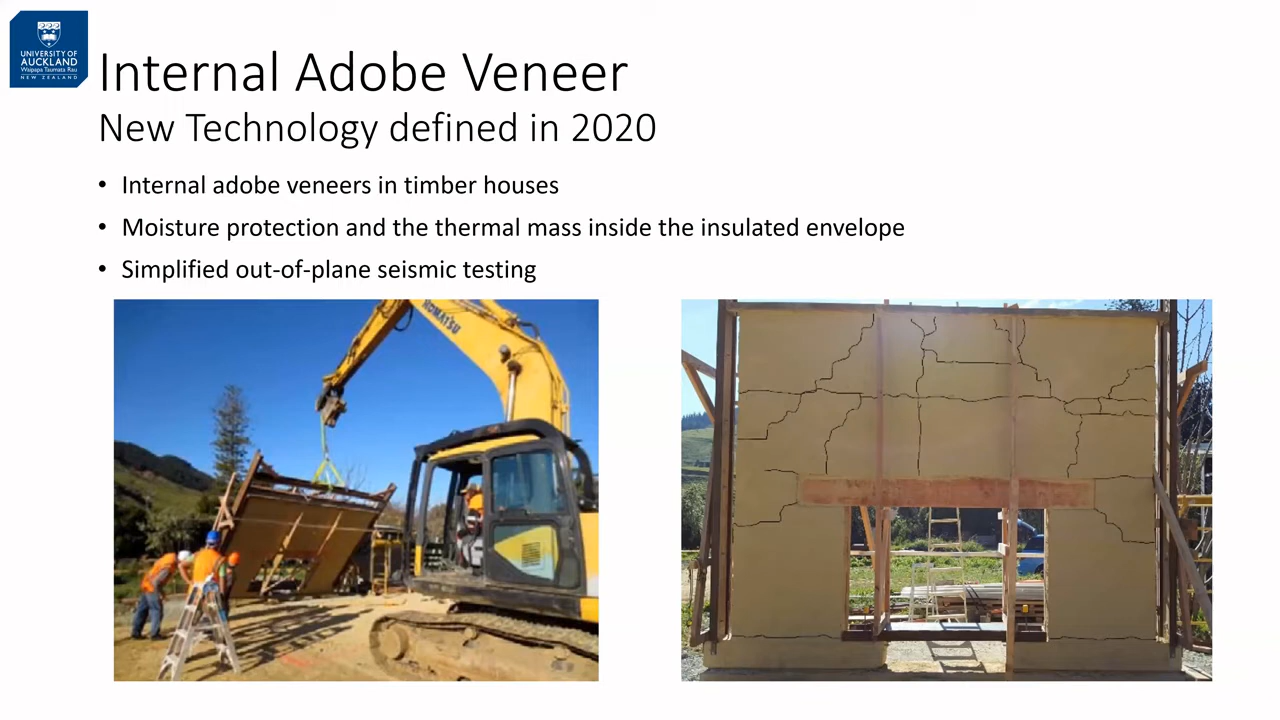 UNIVERSITY OF
AUCKLAND
Waipapa Taumata Rau
NEW ZEALAND
Internal Adobe Veneer
New Technology defined in 2020
• Internal adobe veneers in timber houses
• Moisture protection and the thermal mass inside the insulated envelope
• Simplified out-of-plane seismic testing
KOMATSU